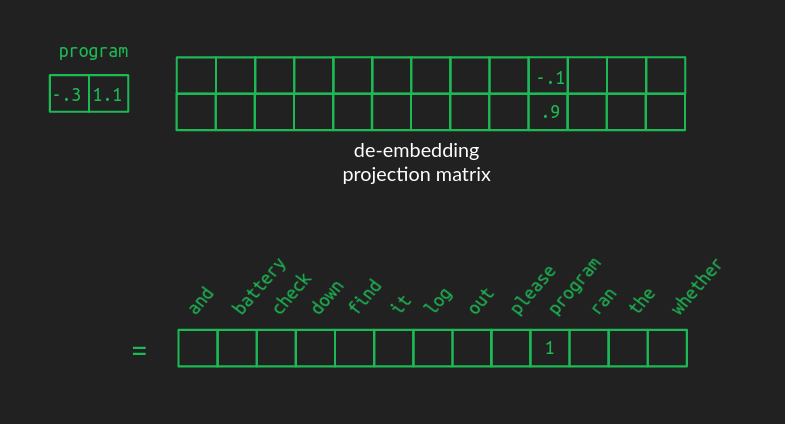 program
-.3 1.1
-.1
.9
de-embedding
projection matrix
and battery check down find it log out please program ran the whether
= 1